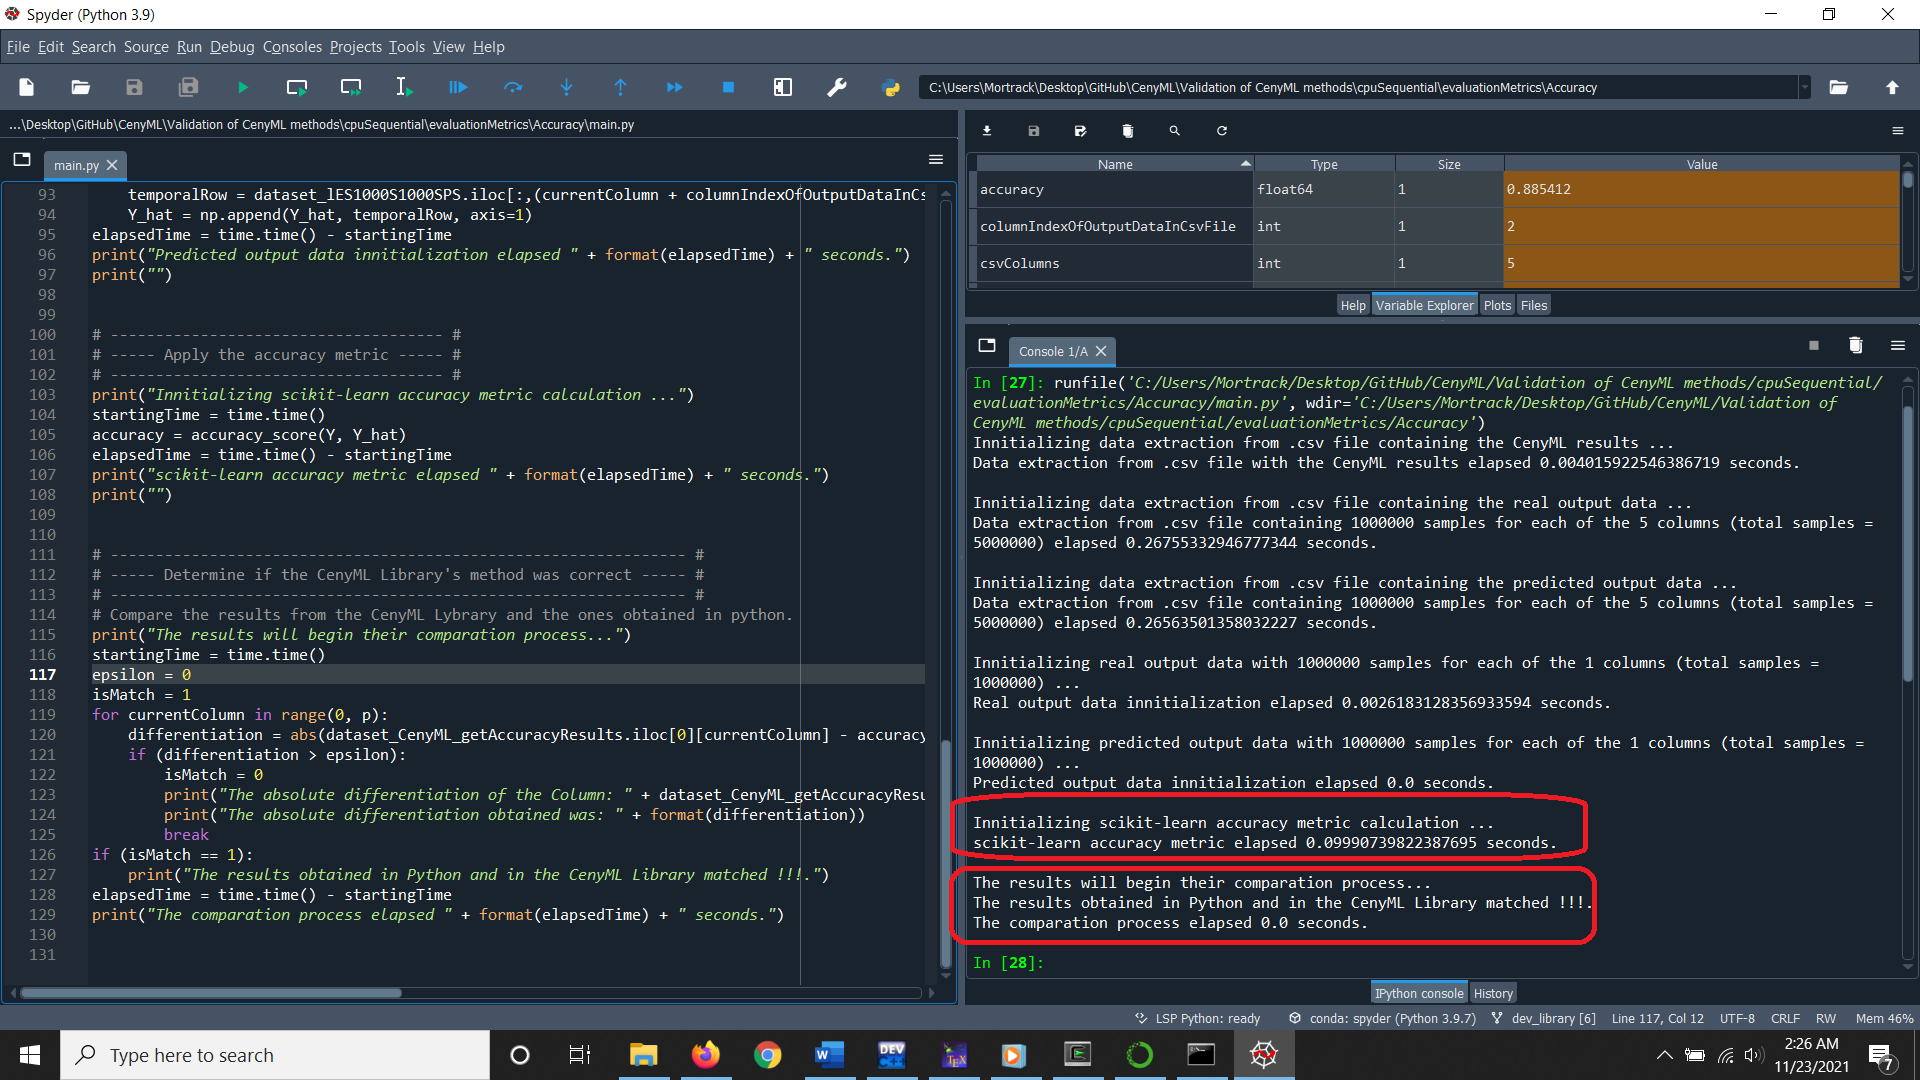 Spyder (Python 3.9)
File Edit Search Source Run Debug Consoles Projects Tools View Help
C:\Users\Mortrack\Desktop\GitHub\CenyML\Validation of CenyML methods\cpuSequential\evaluationMetrics\Accuracy
...\Desktop\GitHub\CenyML\Validation of CenyML methods\cpuSequential\evaluationMetrics\Accuracy\main.py
main.py
93 temporalRow = dataset_lES1000S1000SPS.iloc[:,(currentColumn + columnIndexOfOutputDataInCs
94 Y_hat = np.append(Y_hat, temporalRow, axis=1)
95 elapsedTime = time.time() - startingTime
96 print("Predicted output data innitialization elapsed " + format(elapsedTime) + " seconds.")
97 print("")
98
99
100 # ------------------------------------- #
101 # ----- Apply the accuracy metric ----- #
102 # ------------------------------------- #
103 print("Innitializing scikit-learn accuracy metric calculation ...")
104 startingTime = time.time()
105 accuracy = accuracy_score(Y, Y_hat)
106 elapsedTime = time.time() - startingTime
107 print("scikit-learn accuracy metric elapsed " + format(elapsedTime) + " seconds.")
108 print("")
109
110
111 # ---------------------------------------------------------------- #
112 # ----- Determine if the CenyML Library's method was correct ----- #
113 # ---------------------------------------------------------------- #
114 # Compare the results from the CenyML Lybrary and the ones obtained in python.
115 print("The results will begin their comparation process...")
116 startingTime = time.time()
117 epsilon = 0
118 isMatch = 1
119 for currentColumn in range(0, p):
120 differentiation = abs(dataset_CenyML_getAccuracyResults.iloc[0][currentColumn] - accuracy
121 if (differentiation > epsilon):
122 isMatch = 0
123 print("The absolute differentiation of the Column: " + dataset_CenyML_getAccuracyResu
124 print("The absolute differentiation obtained was: " + format(differentiation))
125 break
126 if (isMatch == 1):
127 print("The results obtained in Python and in the CenyML Library matched !!!.")
128 elapsedTime = time.time() - startingTime
129 print("The comparation process elapsed " + format(elapsedTime) + " seconds.")
130
131
Name Type Size Value
accuracy float64 1 0.885412
columnIndexOfOutputDataInCsvFile int 1 2
csvColumns int 1 5
Help Variable Explorer Plots Files
Console 1/A
In [27]: runfile('C:/Users/Mortrack/Desktop/GitHub/CenyML/Validation of CenyML methods/cpuSequential/
evaluationMetrics/Accuracy/main.py', wdir='C:/Users/Mortrack/Desktop/GitHub/CenyML/Validation of
CenyML methods/cpuSequential/evaluationMetrics/Accuracy')
Innitializing data extraction from .csv file containing the CenyML results ...
Data extraction from .csv file with the CenyML results elapsed 0.004015922546386719 seconds.
Innitializing data extraction from .csv file containing the real output data ...
Data extraction from .csv file containing 1000000 samples for each of the 5 columns (total samples =
5000000) elapsed 0.26755332946777344 seconds.
Innitializing data extraction from .csv file containing the predicted output data ...
Data extraction from .csv file containing 1000000 samples for each of the 5 columns (total samples =
5000000) elapsed 0.26563501358032227 seconds.
Innitializing real output data with 1000000 samples for each of the 1 columns (total samples =
1000000) ...
Real output data innitialization elapsed 0.0026183128356933594 seconds.
Innitializing predicted output data with 1000000 samples for each of the 1 columns (total samples =
1000000) ...
Predicted output data innitialization elapsed 0.0 seconds.
Innitializing scikit-learn accuracy metric calculation ...
scikit-learn accuracy metric elapsed 0.09990739822387695 seconds.
The results will begin their comparation process...
The results obtained in Python and in the CenyML Library matched !!!.
The comparation process elapsed 0.0 seconds.
In [28]:
IPython console History
LSP Python: ready conda: spyder (Python 3.9.7) dev_library [6] Line 117, Col 12 UTF-8 CRLF RW Mem 46%
Type here to search
2:26 AM
11/23/2021
7